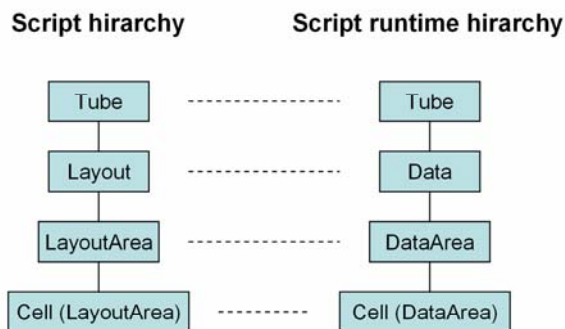 Script hirarchy Script runtime hirarchy
Tube Tube
Layout Data
LayoutArea DataArea
Cell (LayoutArea) Cell (DataArea)